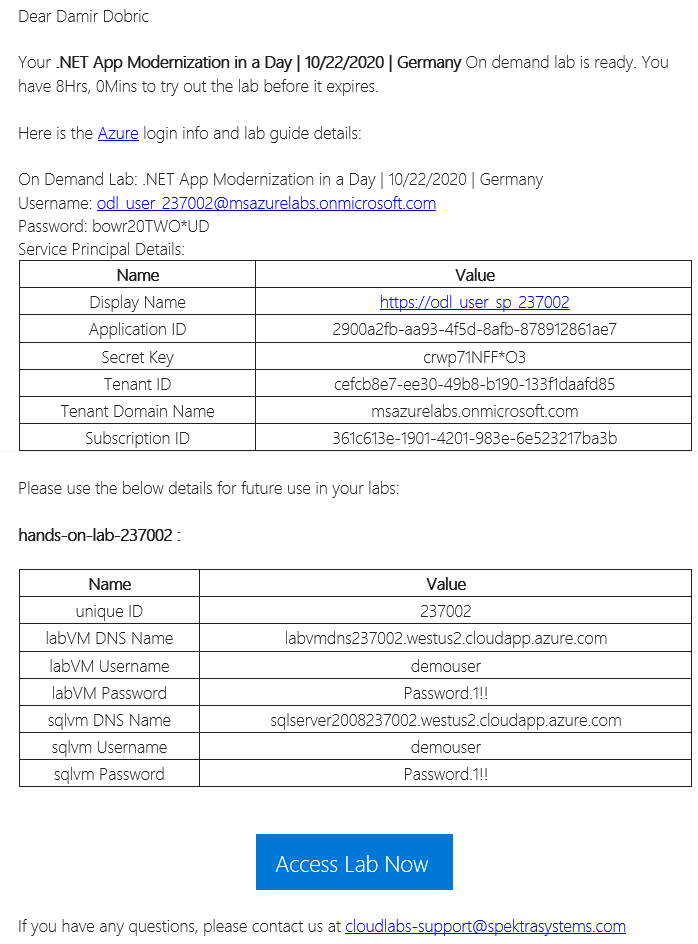 Dear Damir Dobric
Your .NET App Modernization in a Day | 10/22/2020 | Germany On demand lab is ready. You
have 8Hrs, 0Mins to try out the lab before it expires.
Here is the Azure login info and lab guide details:
On Demand Lab: .NET App Modernization in a Day | 10/22/2020 | Germany
Username: odl_user_237002@msazurelabs.onmicrosoft.com
Password: bowr20TWO*UD
Service Principal Details:
Name Value
Display Name https://odl_user_sp_237002
Application ID 2900a2fb-aa93-4f5d-8afb-878912861ae7
Secret Key crwp71NFF*O3
Tenant ID cefcb8e7-ee30-49b8-b190-133f1daafd85
Tenant Domain Name msazurelabs.onmicrosoft.com
Subscription ID 361c613e-1901-4201-983e-6e523217ba3b
Please use the below details for future use in your labs:
hands-on-lab-237002 :
Name Value
unique ID 237002
labVM DNS Name labvmdns237002.westus2.cloudapp.azure.com
labVM Username demouser
labVM Password Password.1!!
sqlvm DNS Name sqlserver2008237002.westus2.cloudapp.azure.com
sqlvm Username demouser
sqlvm Password Password.1!!
Access Lab Now
If you have any questions, please contact us at cloudlabs-support@spektrasystems.com